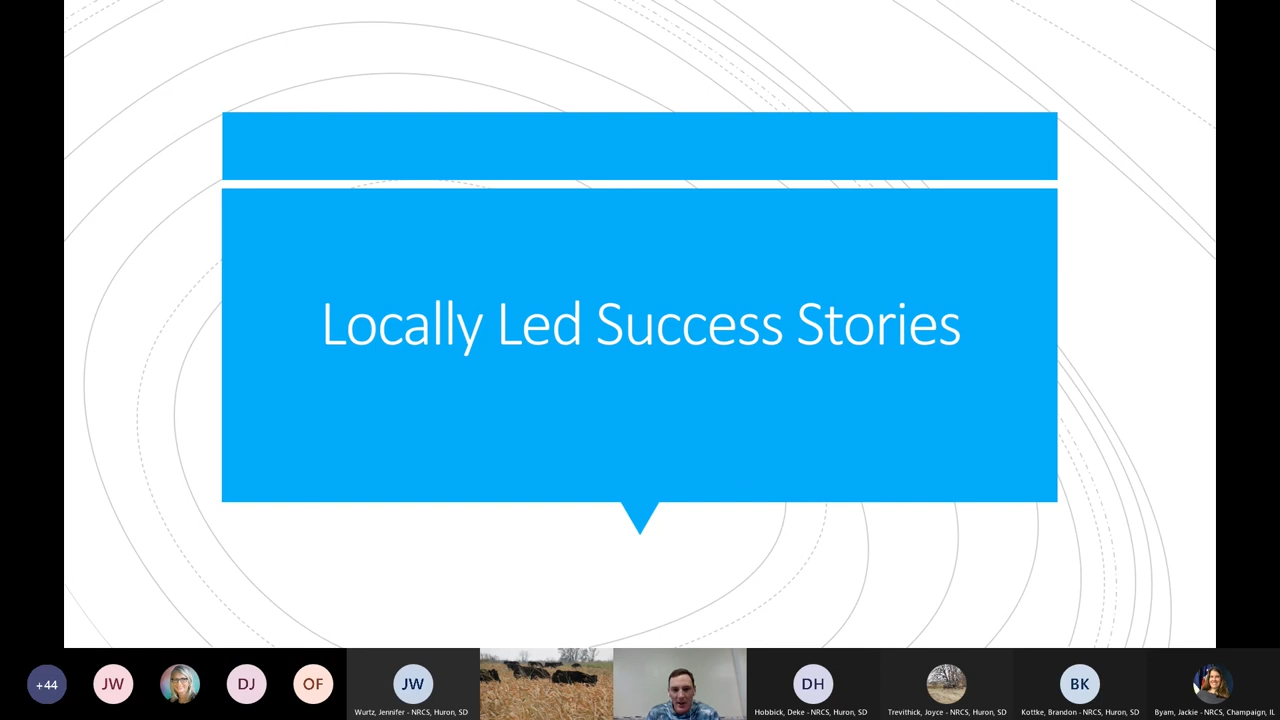 Locally Led Success Stories
+44
JW
DJ
OF
JW
Wurtz, Jennifer - NRCS, Huron, SD
DH
Hobbick, Deke - NRCS, Huron, SD
Trevithick, Joyce - NRCS, Huron, SD
BK
Kottke, Brandon - NRCS, Huron, SD
Byam, Jackie - NRCS, Champaign, IL